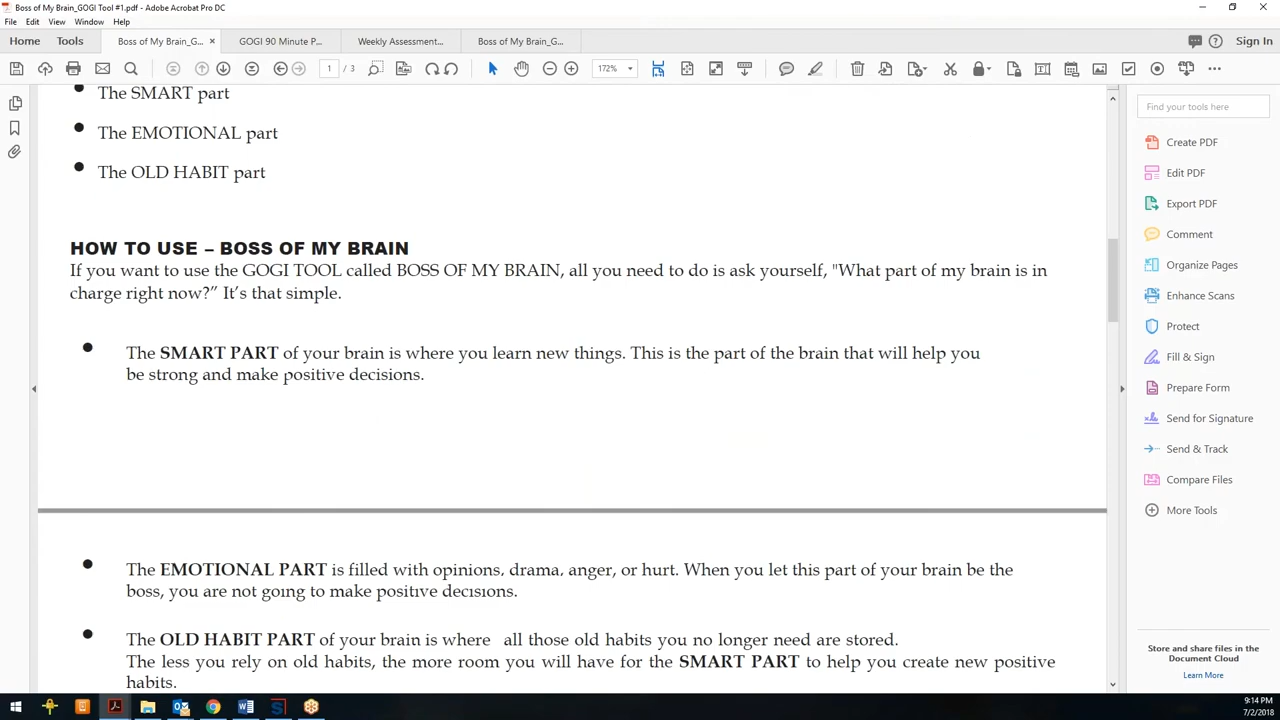 Boss of My Brain_GOGI Tool #1.pdf - Adobe Acrobat Pro DC
File Edit View Window Help
Home Tools Boss of My Brain_G... × GOGI 90 Minute P... Weekly Assessment... Boss of My Brain_G... Sign In
1 / 3 172%
The SMART part
The EMOTIONAL part
The OLD HABIT part
HOW TO USE – BOSS OF MY BRAIN
If you want to use the GOGI TOOL called BOSS OF MY BRAIN, all you need to do is ask yourself, "What part of my brain is in
charge right now?” It’s that simple.
The SMART PART of your brain is where you learn new things. This is the part of the brain that will help you
be strong and make positive decisions.
The EMOTIONAL PART is filled with opinions, drama, anger, or hurt. When you let this part of your brain be the
boss, you are not going to make positive decisions.
The OLD HABIT PART of your brain is where all those old habits you no longer need are stored.
The less you rely on old habits, the more room you will have for the SMART PART to help you create new positive
habits.
Find your tools here
Create PDF
Edit PDF
Export PDF
Comment
Organize Pages
Enhance Scans
Protect
Fill & Sign
Prepare Form
Send for Signature
Send & Track
Compare Files
More Tools
Store and share files in the
Document Cloud
Learn More
9:14 PM
7/2/2018